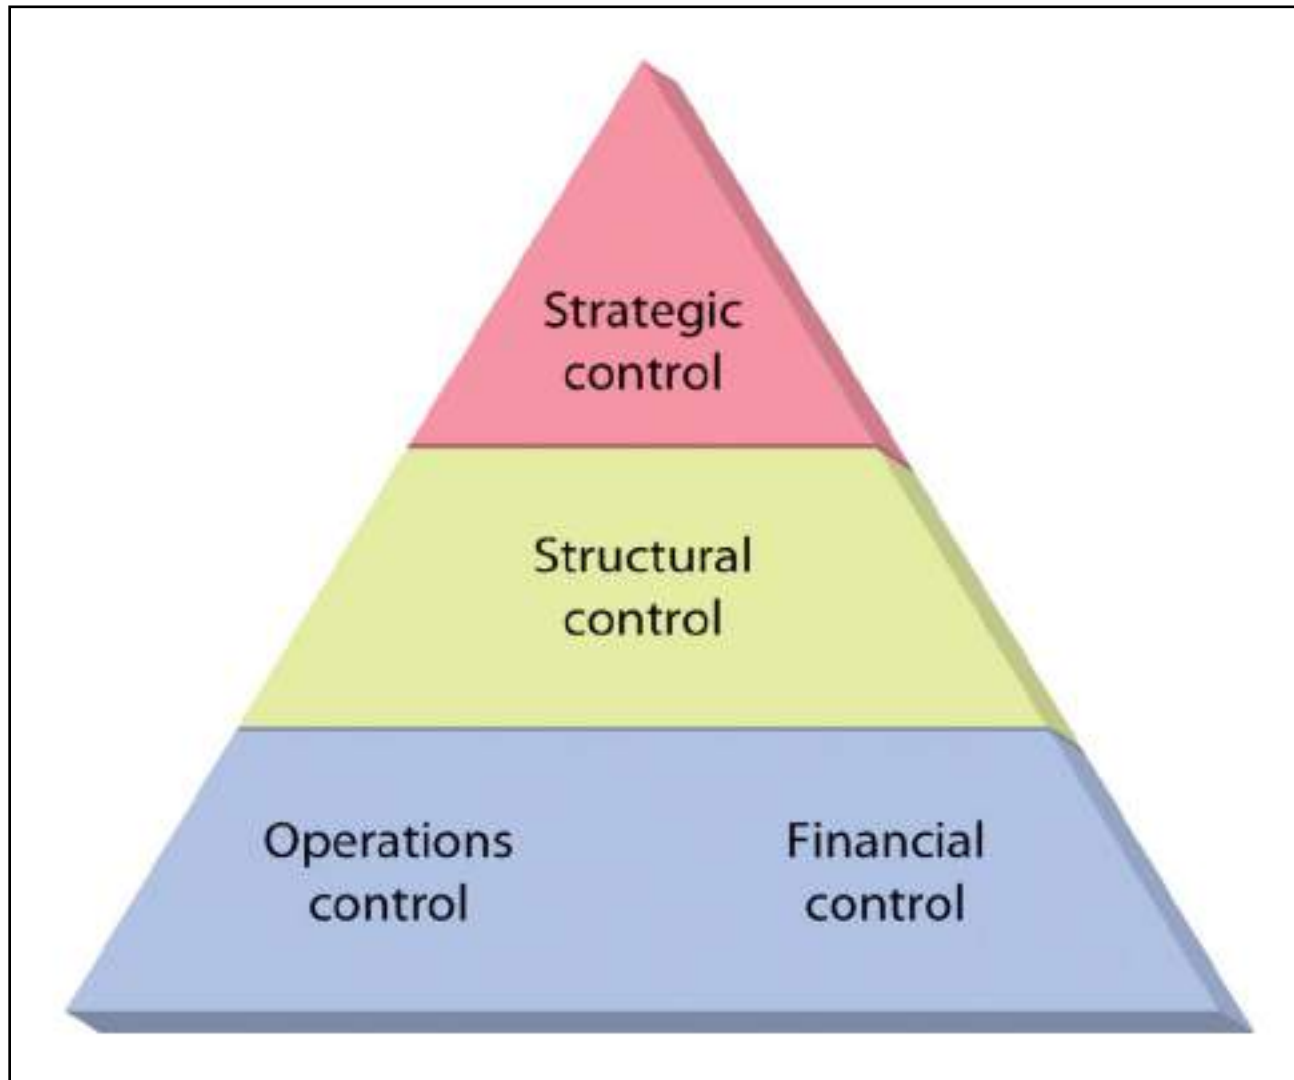 Strategic
control
Structural
control
Operations
control
Financial
control